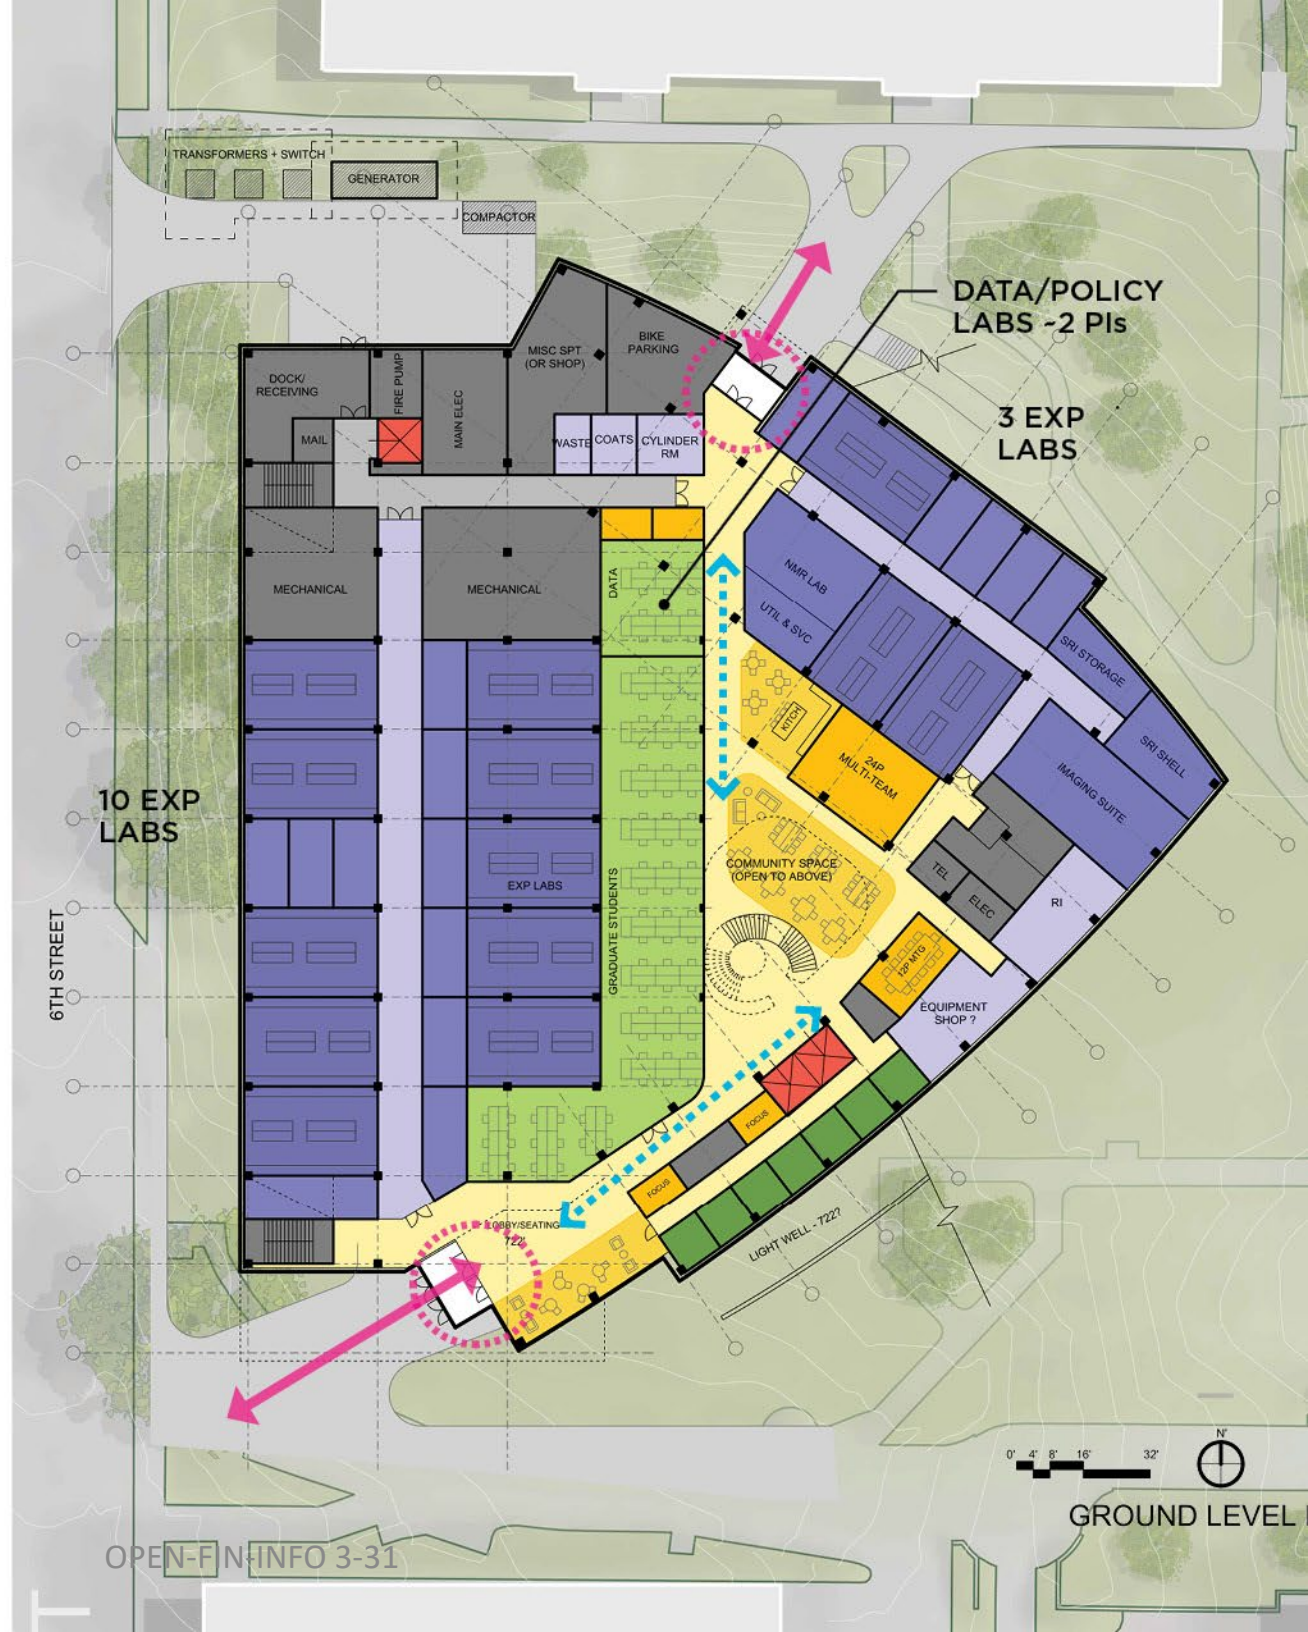 TRANSFORMERS + SWITCH
GENERATOR
COMPACTOR
DATA/POLICY
LABS ~2 PIs
3 EXP
LABS
BIKE
PARKING
MISC SPT
(OR SHOP)
DOCK/
RECEIVING
FIRE PUMP
MAIN ELEC
MAIL
WASTE
COATS
CYLINDER
RM
MECHANICAL
MECHANICAL
DATA
NMR LAB
UTIL & SVC
SRI STORAGE
SRI SHELL
IMAGING SUITE
KITCH
24P
MULTI-TEAM
10 EXP
LABS
EXP LABS
GRADUATE STUDENTS
COMMUNITY SPACE
(OPEN TO ABOVE)
TEL
ELEC
RI
12P MTG
EQUIPMENT
SHOP ?
6TH STREET
FOCUS
FOCUS
LOBBY/SEATING
722'
LIGHT WELL - 722?
0' 4' 8' 16' 32'
N'
GROUND LEVEL
OPEN-FIN-INFO 3-31